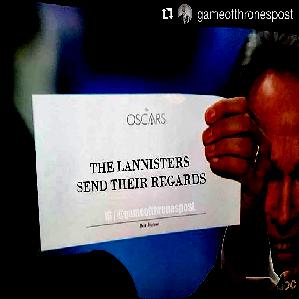 gameofthronespost
OSCARS
THE LANNISTERS
SEND THEIR REGARDS
IG / @gameofthronespost